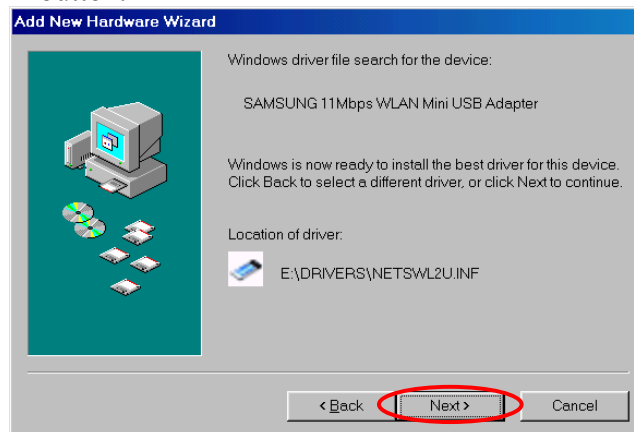 Add New Hardware Wizard
Windows driver file search for the device:
SAMSUNG 11Mbps WLAN Mini USB Adapter
Windows is now ready to install the best driver for this device.
Click Back to select a different driver, or click Next to continue.
Location of driver:
E:\DRIVERS\NETSWL2U.INF
< Back Next > Cancel